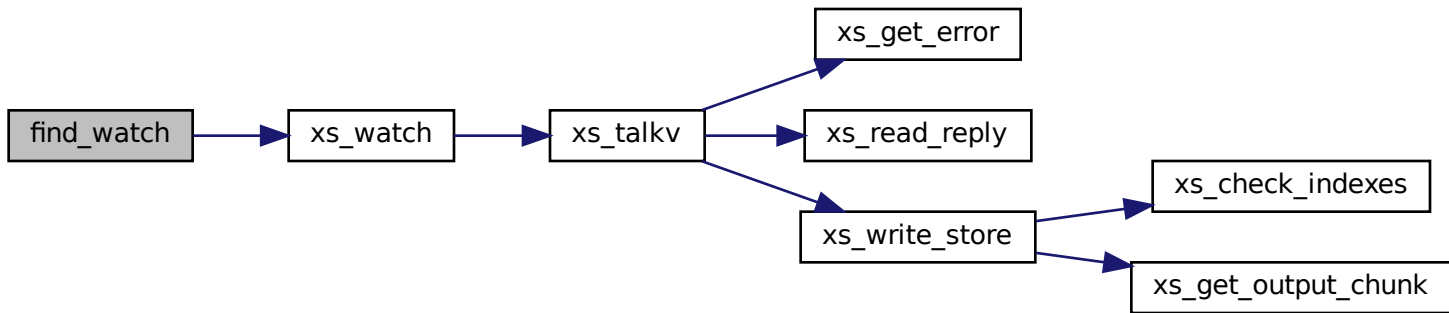 xs_get_error
find_watch
xs_watch
xs_talkv
xs_read_reply
xs_check_indexes
xs_write_store
xs_get_output_chunk